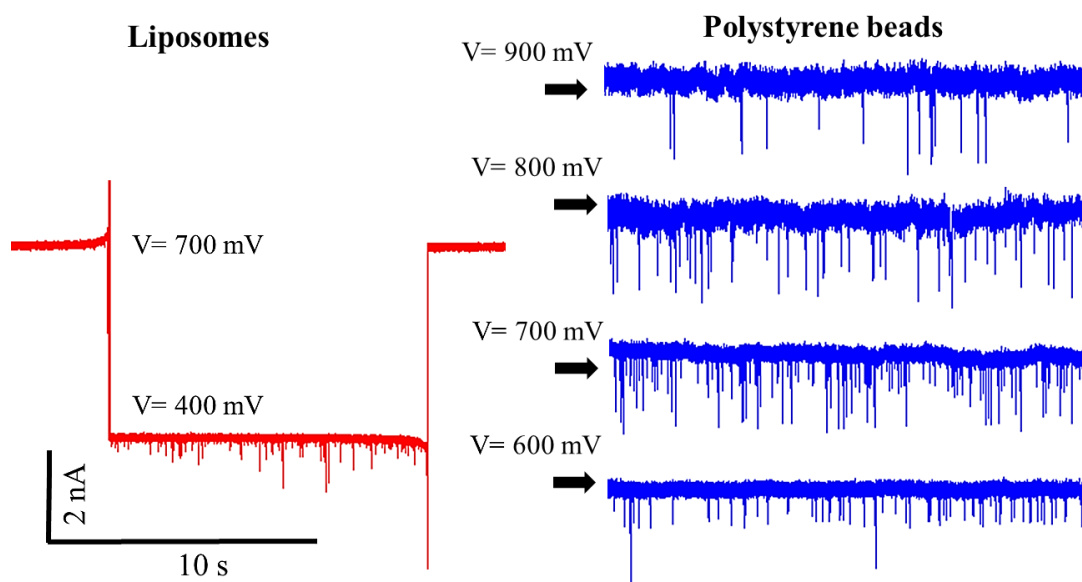 Liposomes
V= 700 mV
V= 400 mV
2 nA
10 s
Polystyrene beads
V= 900 mV
V= 800 mV
V= 700 mV
V= 600 mV